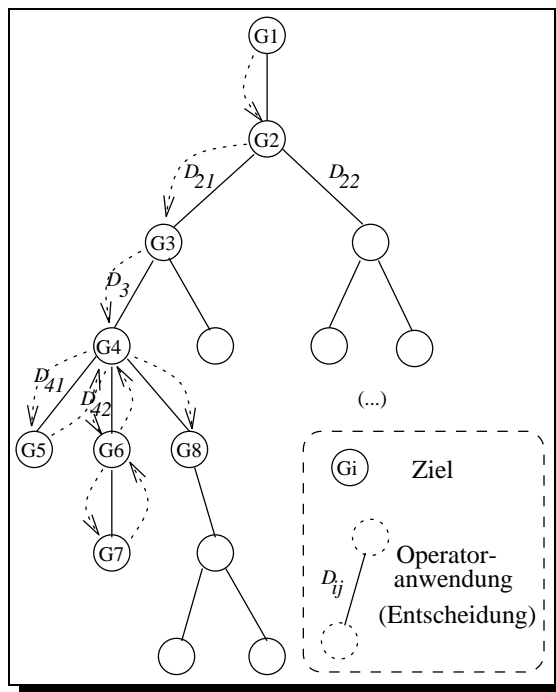 G1
G2
D21 D22
G3
D3
G4
D41 D42
(...)
G5 G6 G8
Gi Ziel
G7
Dij Operator-
anwendung
(Entscheidung)